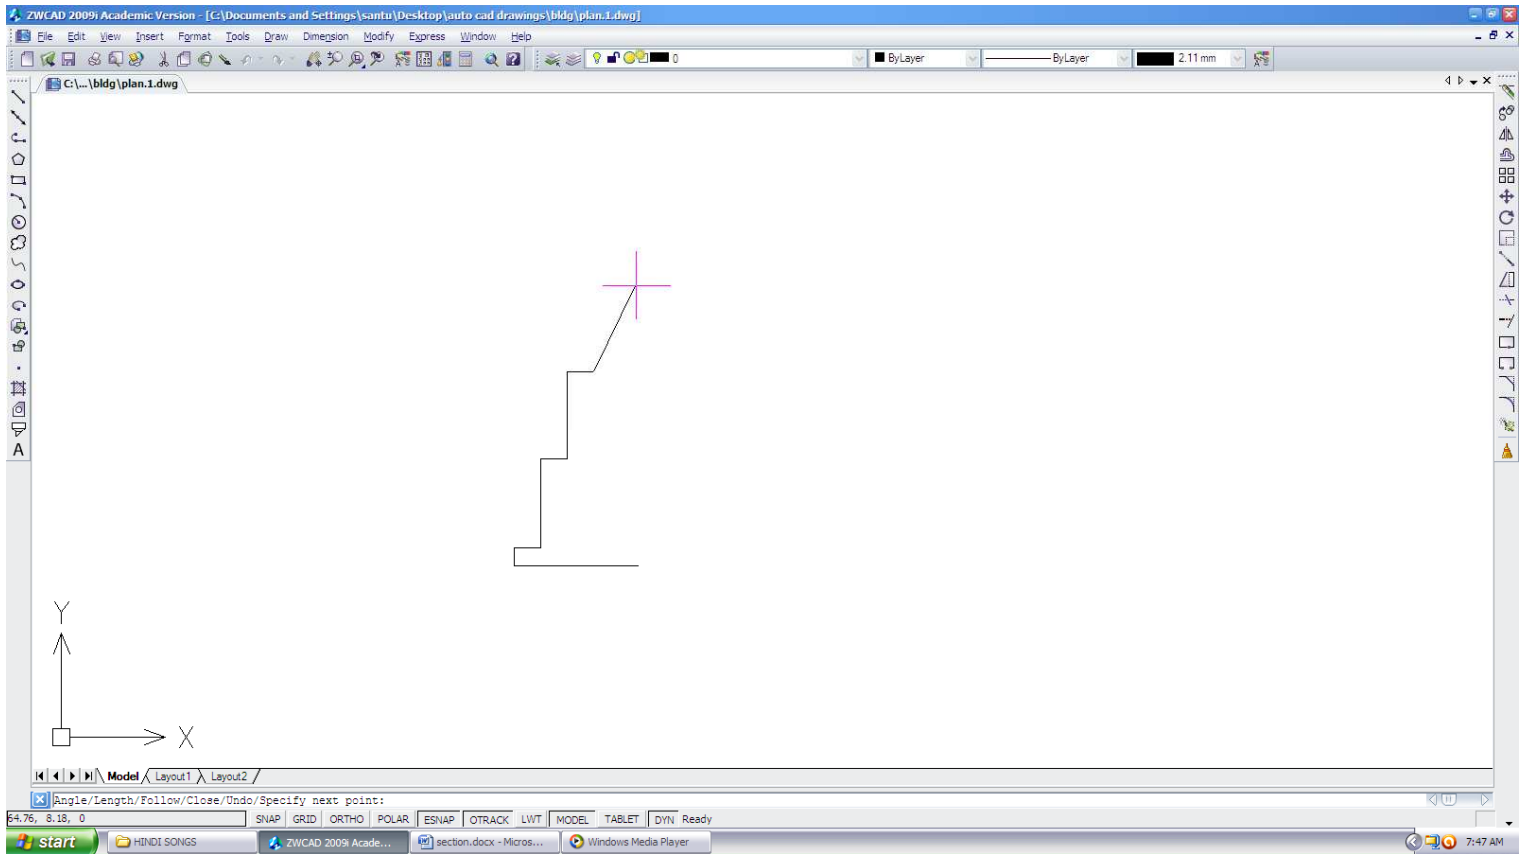 ZWCAD 2009i Academic Version - [C:\Documents and Settings\santu\Desktop\auto cad drawings\bldg\plan.1.dwg]
File Edit View Insert Format Tools Draw Dimension Modify Express Window Help
0 ByLayer ByLayer 2.11 mm
C:\...\bldg\plan.1.dwg
A
Y
X
Model Layout1 Layout2
Angle/Length/Follow/Close/Undo/Specify next point:
64.76, 8.18, 0 SNAP GRID ORTHO POLAR ESNAP OTRACK LWT MODEL TABLET DYN Ready
start HINDI SONGS ZWCAD 2009i Acade... section.docx - Micros... Windows Media Player 7:47 AM